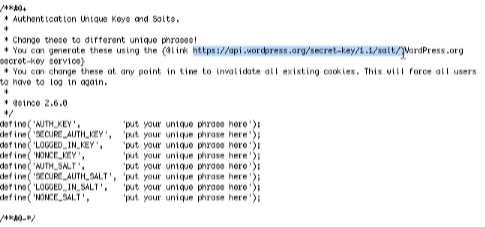 /**#@+
 * Authentication Unique Keys and Salts.
 *
 * Change these to different unique phrases!
 * You can generate these using the {@link https://api.wordpress.org/secret-key/1.1/salt/ WordPress.org
secret-key service}
 * You can change these at any point in time to invalidate all existing cookies. This will force all users
to have to log in again.
 *
 * @since 2.6.0
 */
define('AUTH_KEY',         'put your unique phrase here');
define('SECURE_AUTH_KEY',  'put your unique phrase here');
define('LOGGED_IN_KEY',    'put your unique phrase here');
define('NONCE_KEY',        'put your unique phrase here');
define('AUTH_SALT',        'put your unique phrase here');
define('SECURE_AUTH_SALT', 'put your unique phrase here');
define('LOGGED_IN_SALT',   'put your unique phrase here');
define('NONCE_SALT',       'put your unique phrase here');
/**#@-*/